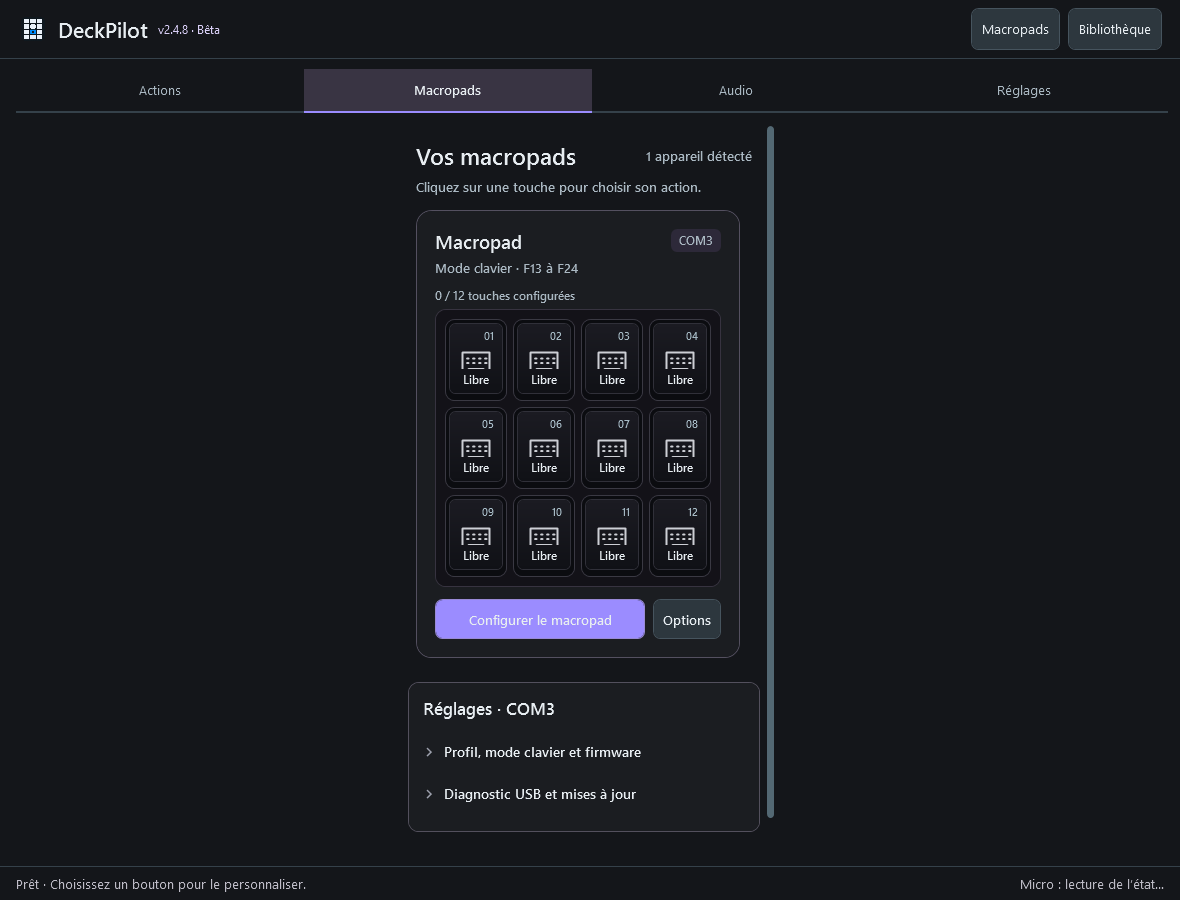 DeckPilot v2.4.8 · Bêta
Macropads
Bibliothèque
Actions
Macropads
Audio
Réglages
Vos macropads
1 appareil détecté
Cliquez sur une touche pour choisir son action.
Macropad
COM3
Mode clavier · F13 à F24
0 / 12 touches configurées
01
Libre
02
Libre
03
Libre
04
Libre
05
Libre
06
Libre
07
Libre
08
Libre
09
Libre
10
Libre
11
Libre
12
Libre
Configurer le macropad
Options
Réglages · COM3
Profil, mode clavier et firmware
Diagnostic USB et mises à jour
Prêt · Choisissez un bouton pour le personnaliser.
Micro : lecture de l'état...